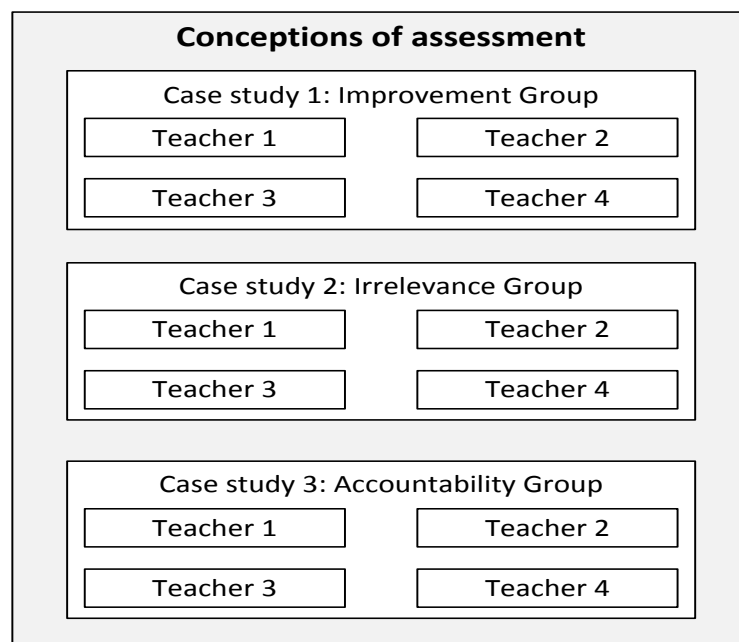 Conceptions of assessment
Case study 1: Improvement Group
Teacher 1
Teacher 2
Teacher 3
Teacher 4
Case study 2: Irrelevance Group
Teacher 1
Teacher 2
Teacher 3
Teacher 4
Case study 3: Accountability Group
Teacher 1
Teacher 2
Teacher 3
Teacher 4